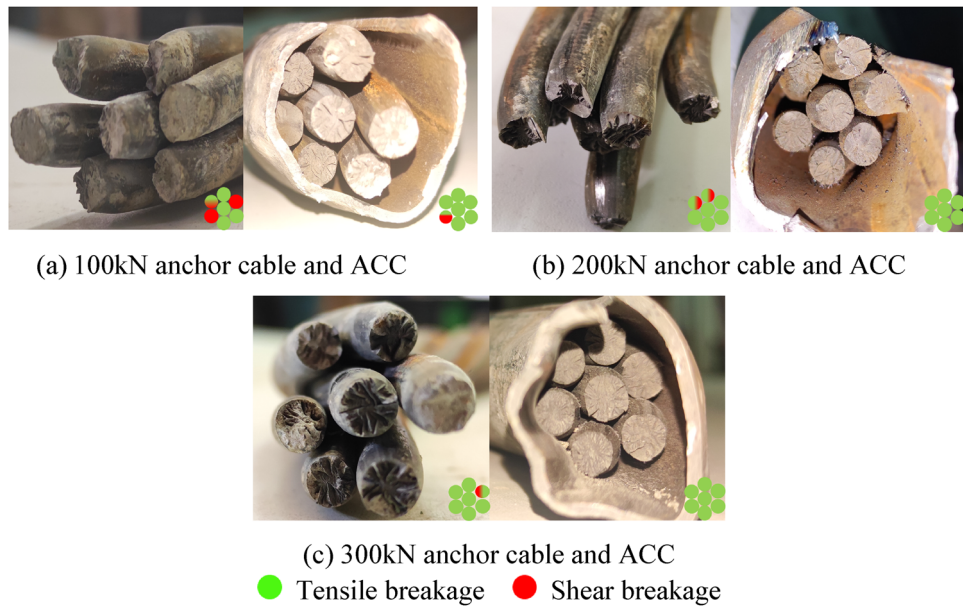 (a) 100kN anchor cable and ACC
(b) 200kN anchor cable and ACC
(c) 300kN anchor cable and ACC
Tensile breakage
Shear breakage